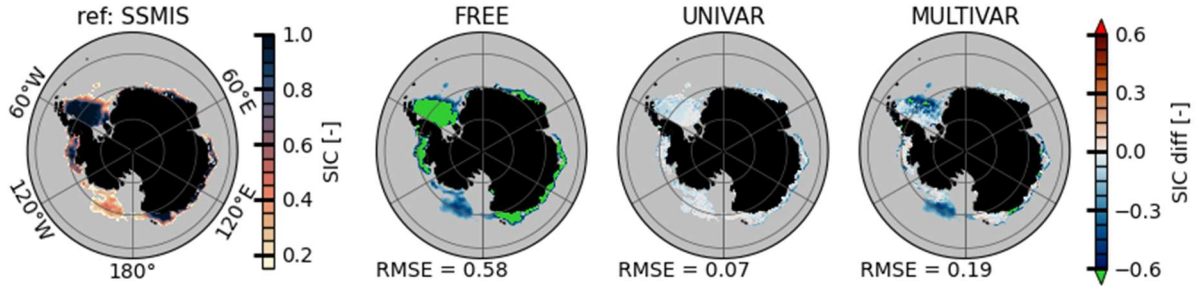 ref: SSMIS
FREE
UNIVAR
MULTIVAR
60°W
60°E
120°W
120°E
180°
1.0
0.8
0.6
0.4
0.2
SIC [-]
RMSE = 0.58
RMSE = 0.07
RMSE = 0.19
0.6
0.3
0.0
−0.3
−0.6
SIC diff [-]